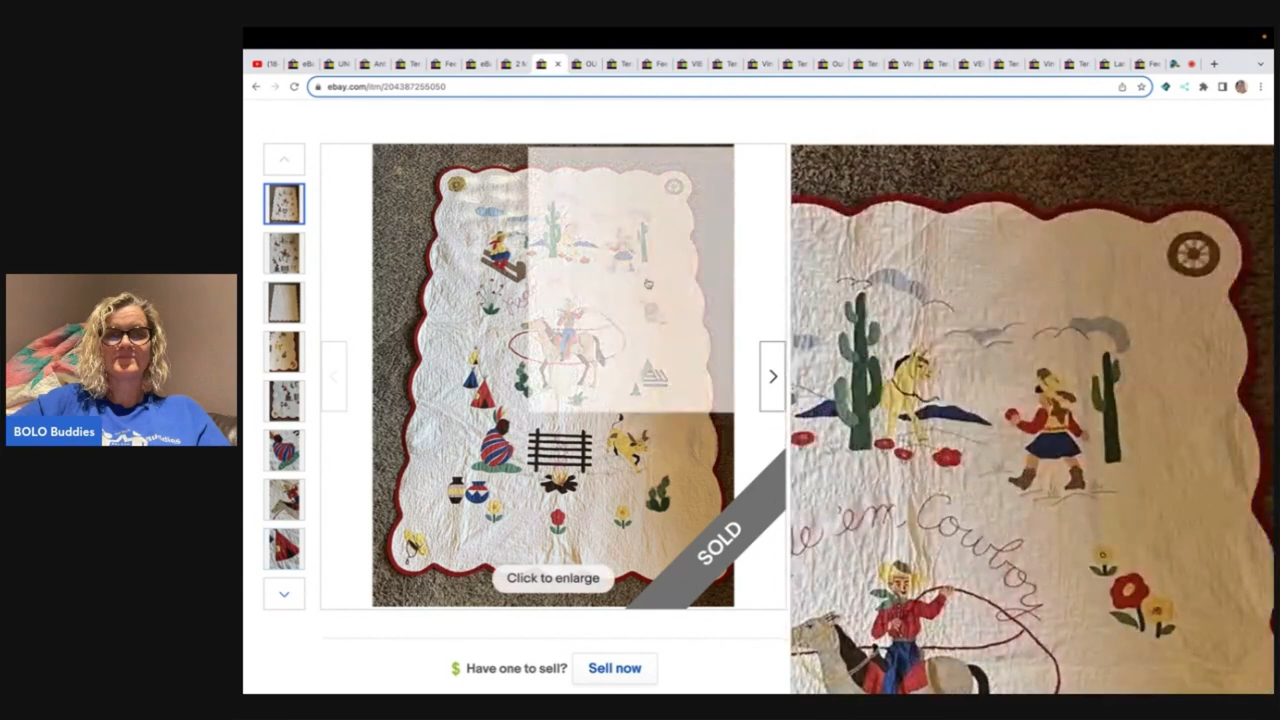 ebay.com/itm/204387255050
BOLO Buddies
'em, Cowboy
SOLD
Click to enlarge
Have one to sell?
Sell now